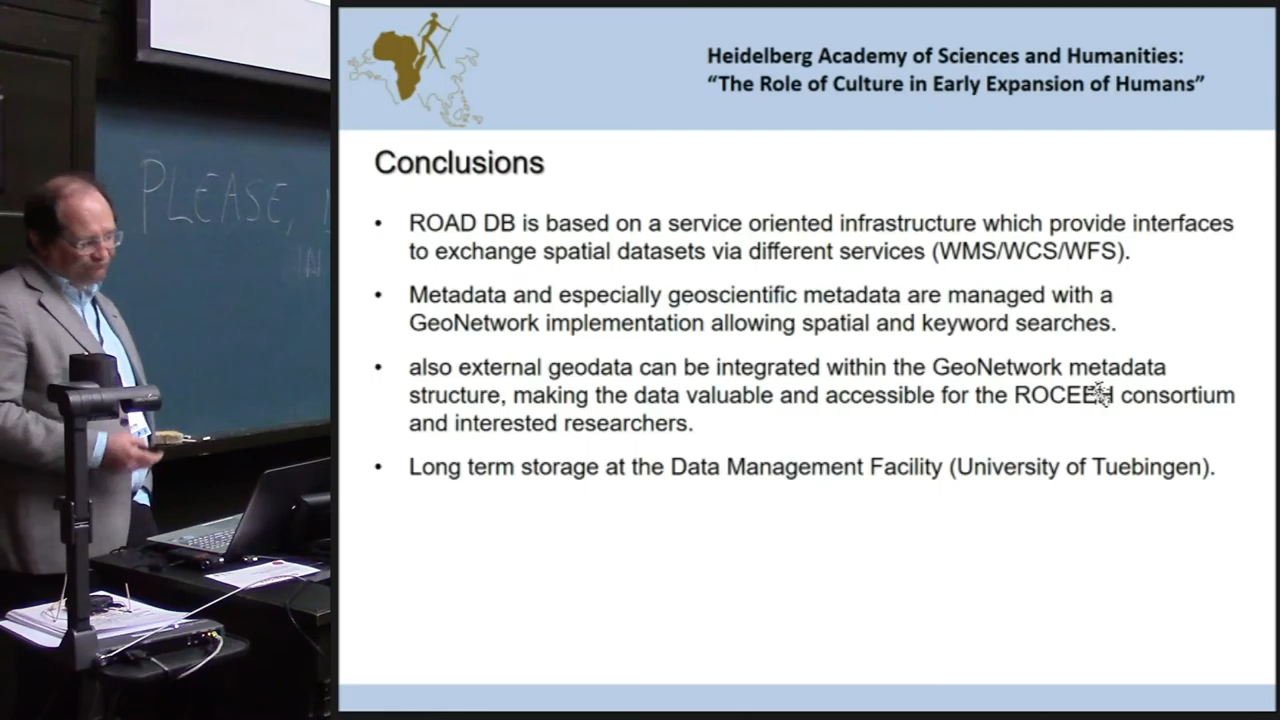 PLEASE,
IN
Heidelberg Academy of Sciences and Humanities:
“The Role of Culture in Early Expansion of Humans”
Conclusions
• ROAD DB is based on a service oriented infrastructure which provide interfaces
to exchange spatial datasets via different services (WMS/WCS/WFS).
• Metadata and especially geoscientific metadata are managed with a
GeoNetwork implementation allowing spatial and keyword searches.
• also external geodata can be integrated within the GeoNetwork metadata
structure, making the data valuable and accessible for the ROCEEH consortium
and interested researchers.
• Long term storage at the Data Management Facility (University of Tuebingen).